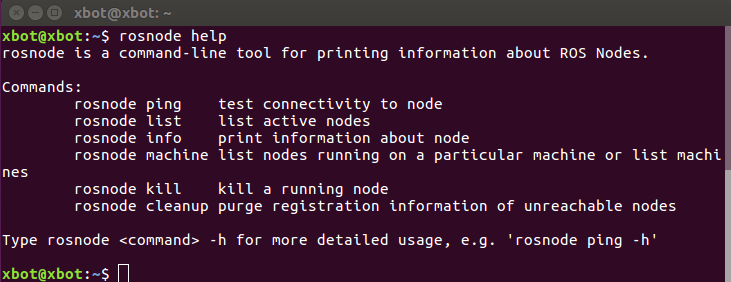 xbot@xbot: ~
xbot@xbot:~$ rosnode help
rosnode is a command-line tool for printing information about ROS Nodes.
Commands:
rosnode ping    test connectivity to node
rosnode list    list active nodes
rosnode info    print information about node
rosnode machine list nodes running on a particular machine or list machi
nes
rosnode kill    kill a running node
rosnode cleanup purge registration information of unreachable nodes
Type rosnode <command> -h for more detailed usage, e.g. 'rosnode ping -h'
xbot@xbot:~$